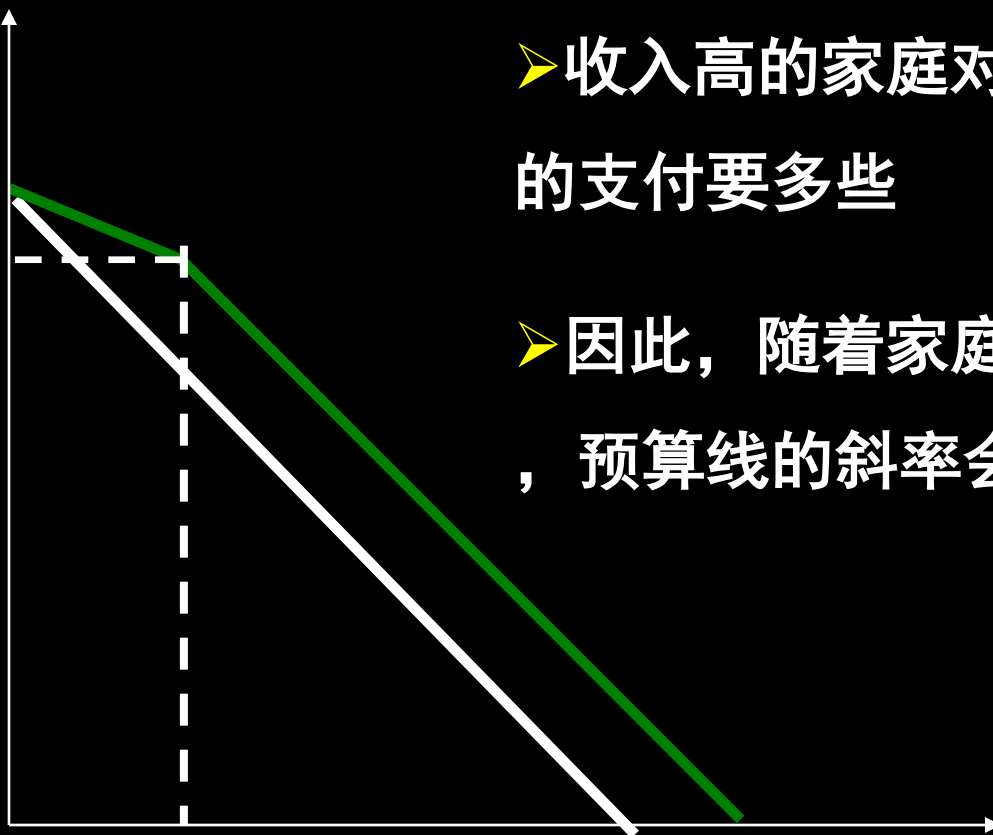 收入高的家庭对
的支付要多些
因此，随着家庭
，预算线的斜率会